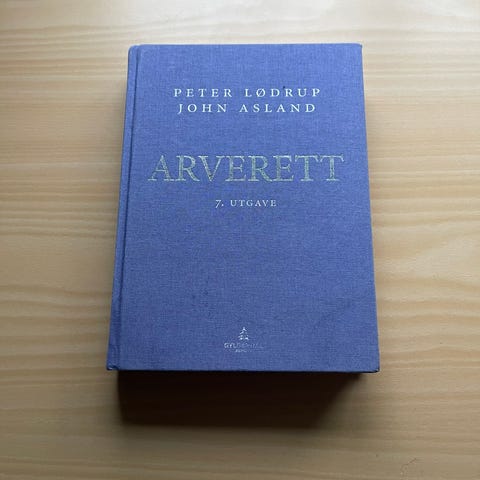 PETER LØDRUP
JOHN ASLAND
ARVERETT
7. UTGAVE
GYLDENDAL